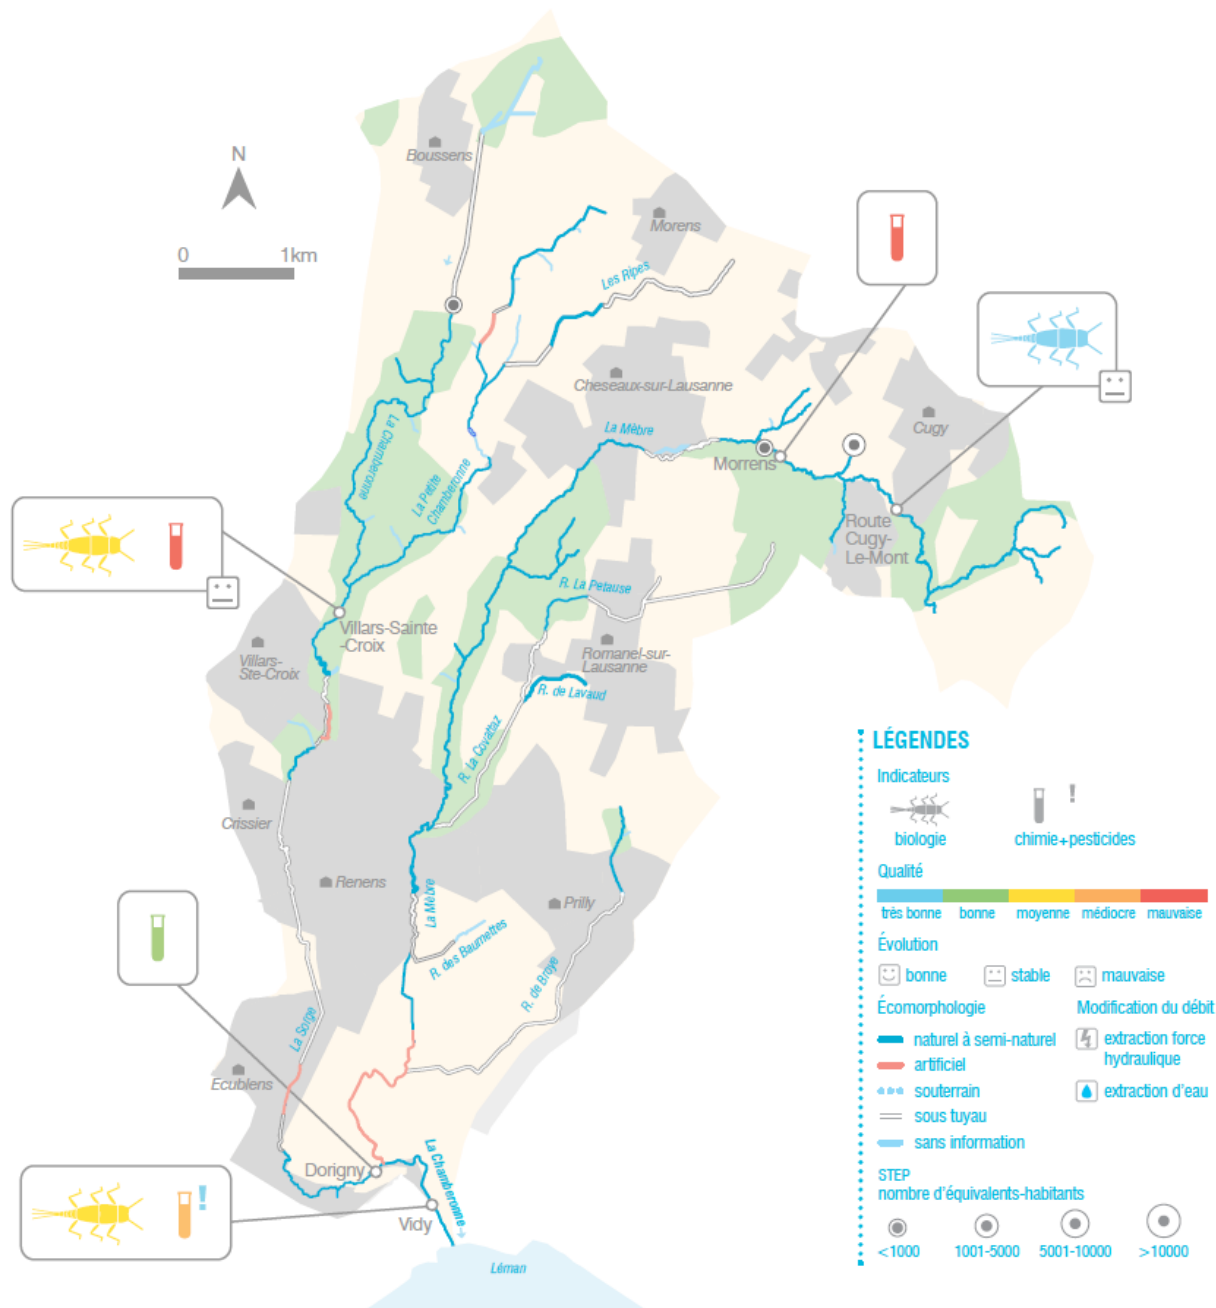 Boussens
N
0 1km
Morens
Les Ripes
Cheseaux-sur-Lausanne
La Mèbre
Cugy
Morrens
La Chamberonne
La Petite
Chamberonne
Route
Cugy-
Le-Mont
R. La Petause
Villars-Sainte
-Croix
Villars-
Ste-Croix
Romanel-sur-
Lausanne
R. de Lavaud
R. La Covattaz
Crissier
Renens
La Mèbre
Prilly
R. des Baumettes
R. de Broye
La Sorge
Ecublens
Dorigny
La Chamberonne
Vidy
Léman
LÉGENDES
Indicateurs
!
biologie chimie+pesticides
Qualité
très bonne bonne moyenne médiocre mauvaise
Évolution
bonne stable mauvaise
Écomorphologie Modification du débit
naturel à semi-naturel extraction force
hydraulique
artificiel
souterrain extraction d'eau
sous tuyau
sans information
STEP
nombre d'équivalents-habitants
<1000 1001-5000 5001-10000 >10000
!